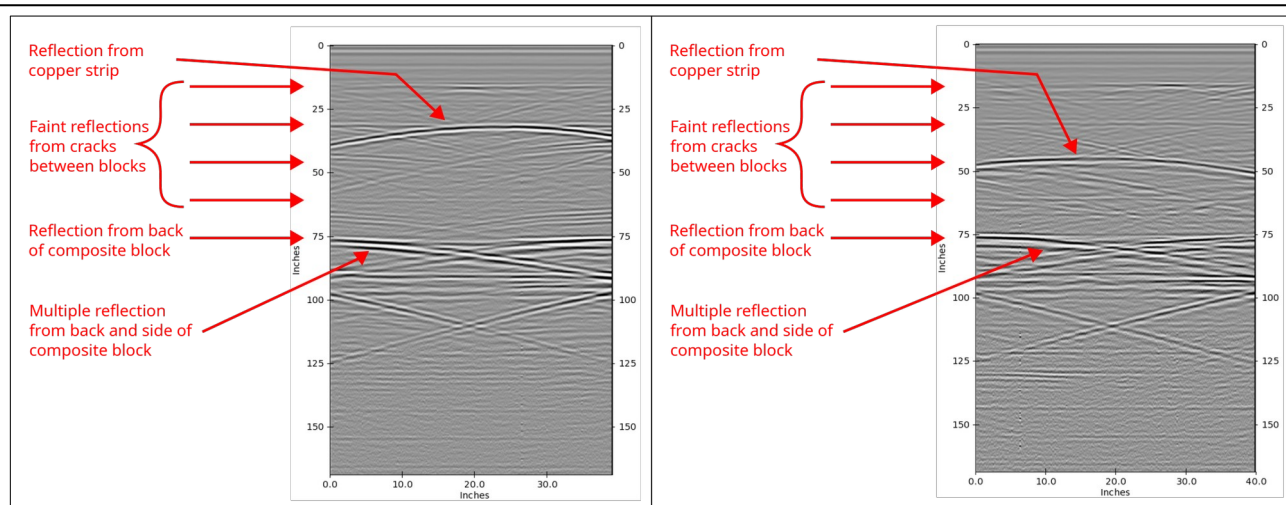 Reflection from
copper strip
Faint reflections
from cracks
between blocks
Reflection from back
of composite block
Multiple reflection
from back and side of
composite block
0
25
50
75
100
125
150
Inches
0
25
50
75
100
125
150
0.0 10.0 20.0 30.0
Inches
Reflection from
copper strip
Faint reflections
from cracks
between blocks
Reflection from back
of composite block
Multiple reflection
from back and side of
composite block
0
25
50
75
100
125
150
Inches
0
25
50
75
100
125
150
0.0 10.0 20.0 30.0 40.0
Inches